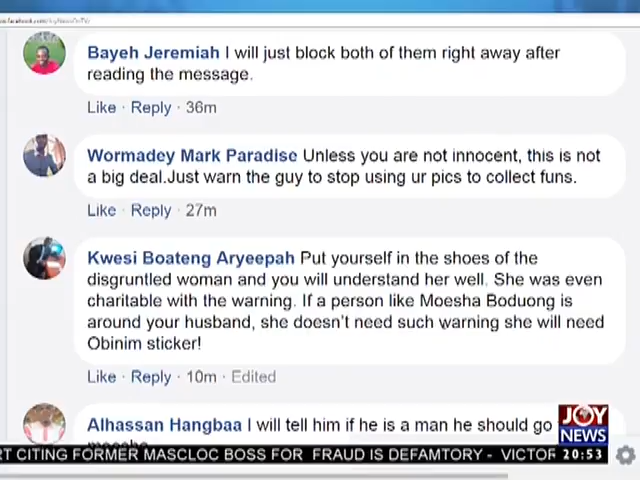 Bayeh Jeremiah I will just block both of them right away after
reading the message.
Like · Reply · 36m
Wormadey Mark Paradise Unless you are not innocent, this is not
a big deal.Just warn the guy to stop using ur pics to collect funs.
Like · Reply · 27m
Kwesi Boateng Aryeepah Put yourself in the shoes of the
disgruntled woman and you will understand her well. She was even
charitable with the warning. If a person like Moesha Boduong is
around your husband, she doesn't need such warning she will need
Obinim sticker!
Like · Reply · 10m · Edited
Alhassan Hangbaa I will tell him if he is a man he should go
JOY
NEWS
RT CITING FORMER MASCLOC BOSS FOR FRAUD IS DEFAMTORY - VICTOR
20:53